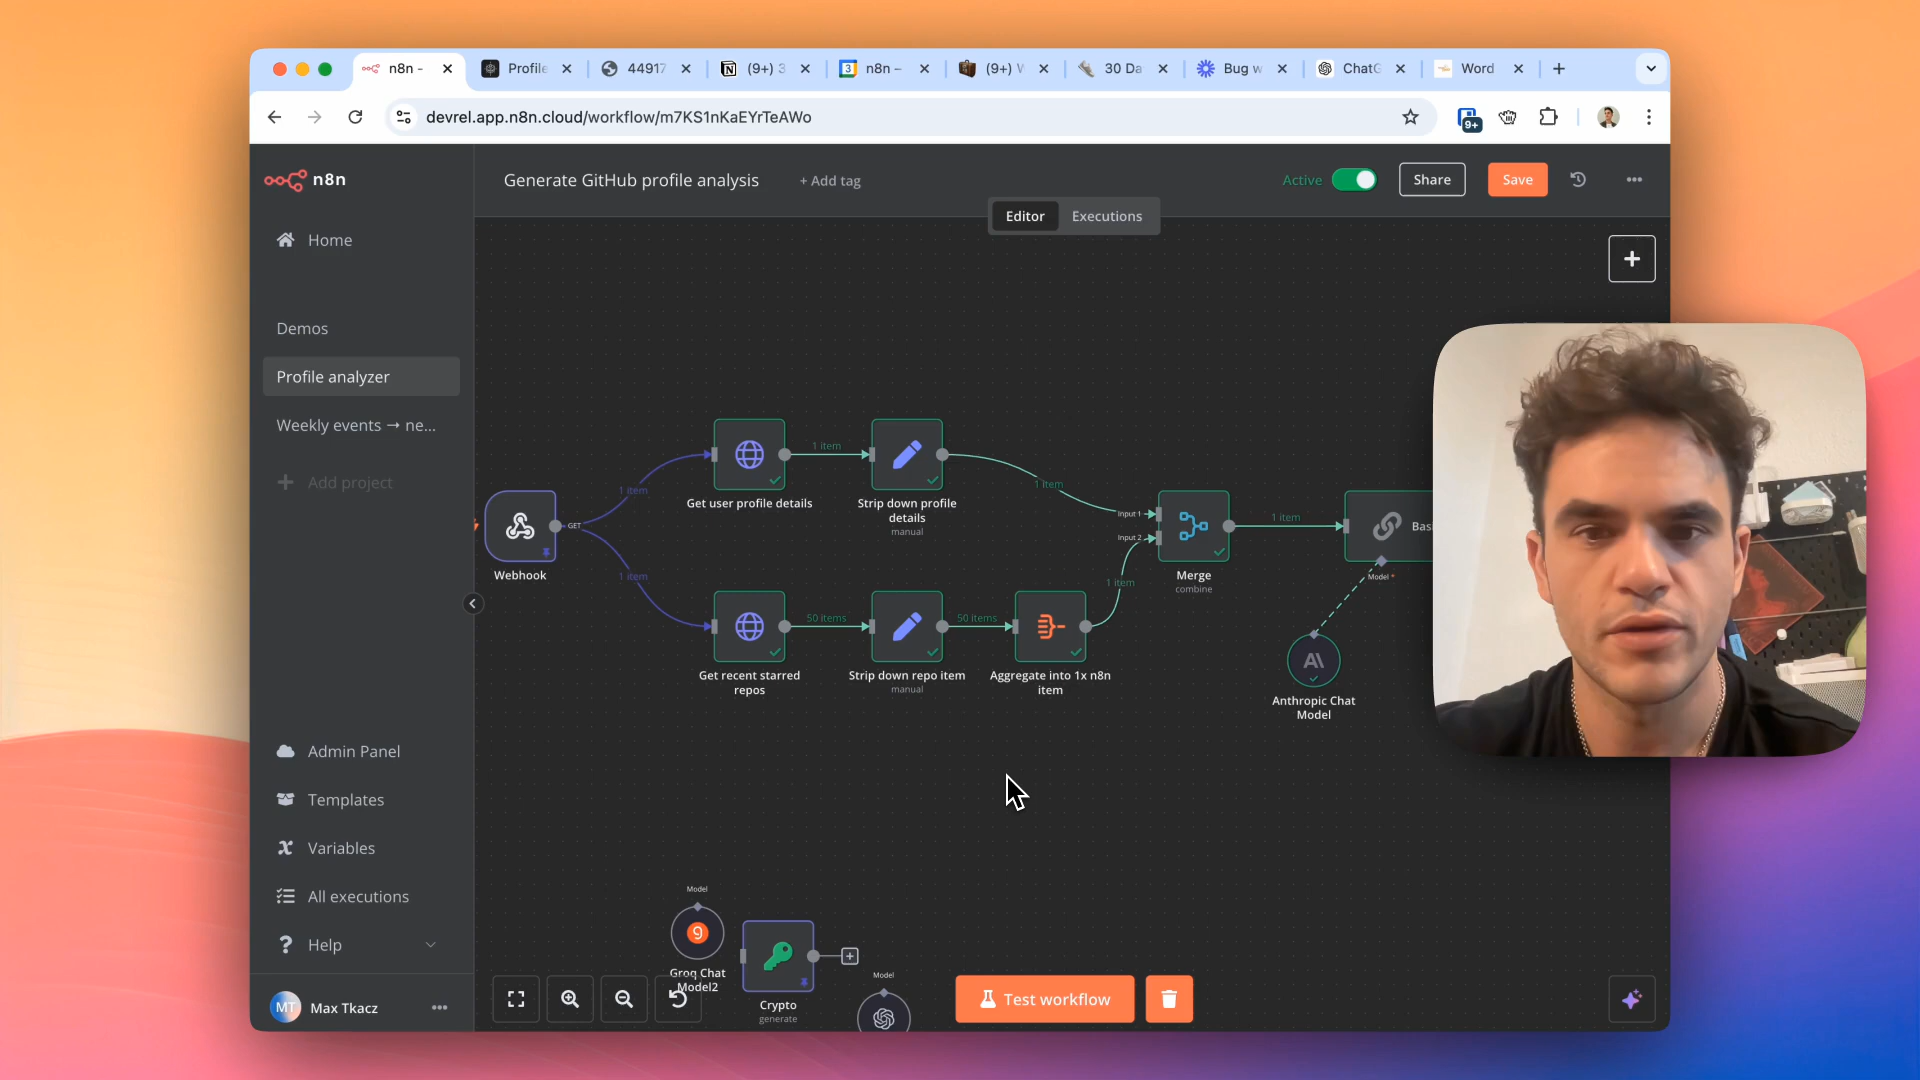 n8n -
Profile
44917
(9+) 3
n8n –
(9+) W
30 Da
Bug w
ChatG
Word
devrel.app.n8n.cloud/workflow/m7KS1nKaEYrTeAWo
9+
n8n
Generate GitHub profile analysis
+ Add tag
Active
Share
Save
Editor
Executions
Home
Demos
Profile analyzer
Weekly events → ne...
Add project
Admin Panel
Templates
Variables
All executions
Help
MT
Max Tkacz
Webhook
GET
1 item
1 item
Get user profile details
1 item
Strip down profile
details
manual
1 item
Get recent starred
repos
50 items
Strip down repo item
manual
50 items
Aggregate into 1x n8n
item
1 item
Input 1
Input 2
Merge
combine
1 item
Bas
Model *
Anthropic Chat
Model
Model
Groq Chat
Model2
Crypto
generate
Model
Test workflow